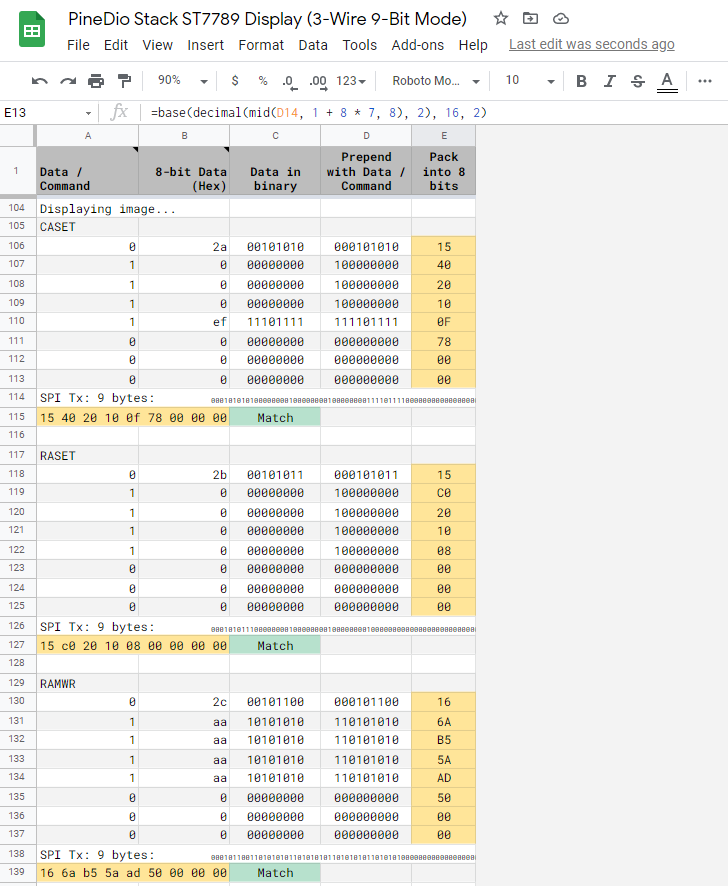 PineDio Stack ST7789 Display (3-Wire 9-Bit Mode)
File Edit View Insert Format Data Tools Add-ons Help Last edit was seconds ago
90% $ % .0 .00 123 Roboto Mo... 10 B I S A
E13 fx =base(decimal(mid(D14, 1 + 8 * 7, 8), 2), 16, 2)
A B C D E
1 Data / Command 8-bit Data (Hex) Data in binary Prepend with Data / Command Pack into 8 bits
104 Displaying image...
105 CASET
106 0 2a 00101010 000101010 15
107 1 0 00000000 100000000 40
108 1 0 00000000 100000000 20
109 1 0 00000000 100000000 10
110 1 ef 11101111 111101111 0F
111 0 0 00000000 000000000 78
112 0 0 00000000 000000000 00
113 0 0 00000000 000000000 00
114 SPI Tx: 9 bytes:
115 15 40 20 10 0f 78 00 00 00 Match
116
117 RASET
118 0 2b 00101011 000101011 15
119 1 0 00000000 100000000 C0
120 1 0 00000000 100000000 20
121 1 0 00000000 100000000 10
122 1 0 00000000 100000000 08
123 0 0 00000000 000000000 00
124 0 0 00000000 000000000 00
125 0 0 00000000 000000000 00
126 SPI Tx: 9 bytes:
127 15 c0 20 10 08 00 00 00 00 Match
128
129 RAMWR
130 0 2c 00101100 000101100 16
131 1 aa 10101010 110101010 6A
132 1 aa 10101010 110101010 B5
133 1 aa 10101010 110101010 5A
134 1 aa 10101010 110101010 AD
135 0 0 00000000 000000000 50
136 0 0 00000000 000000000 00
137 0 0 00000000 000000000 00
138 SPI Tx: 9 bytes:
139 16 6a b5 5a ad 50 00 00 00 Match